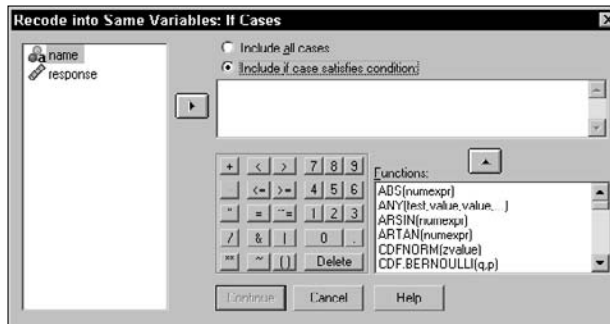 Recode into Same Variables: If Cases
name
response
Include all cases
Include if case satisfies condition:
+ < > 7 8 9
- <= >= 4 5 6
* = ~= 1 2 3
/ & | 0 .
** ~ () Delete
Functions:
ABS(numexpr)
ANY(test,value,value,...)
ARSIN(numexpr)
ARTAN(numexpr)
CDFNORM(zvalue)
CDF.BERNOULLI(q,p)
Continue Cancel Help